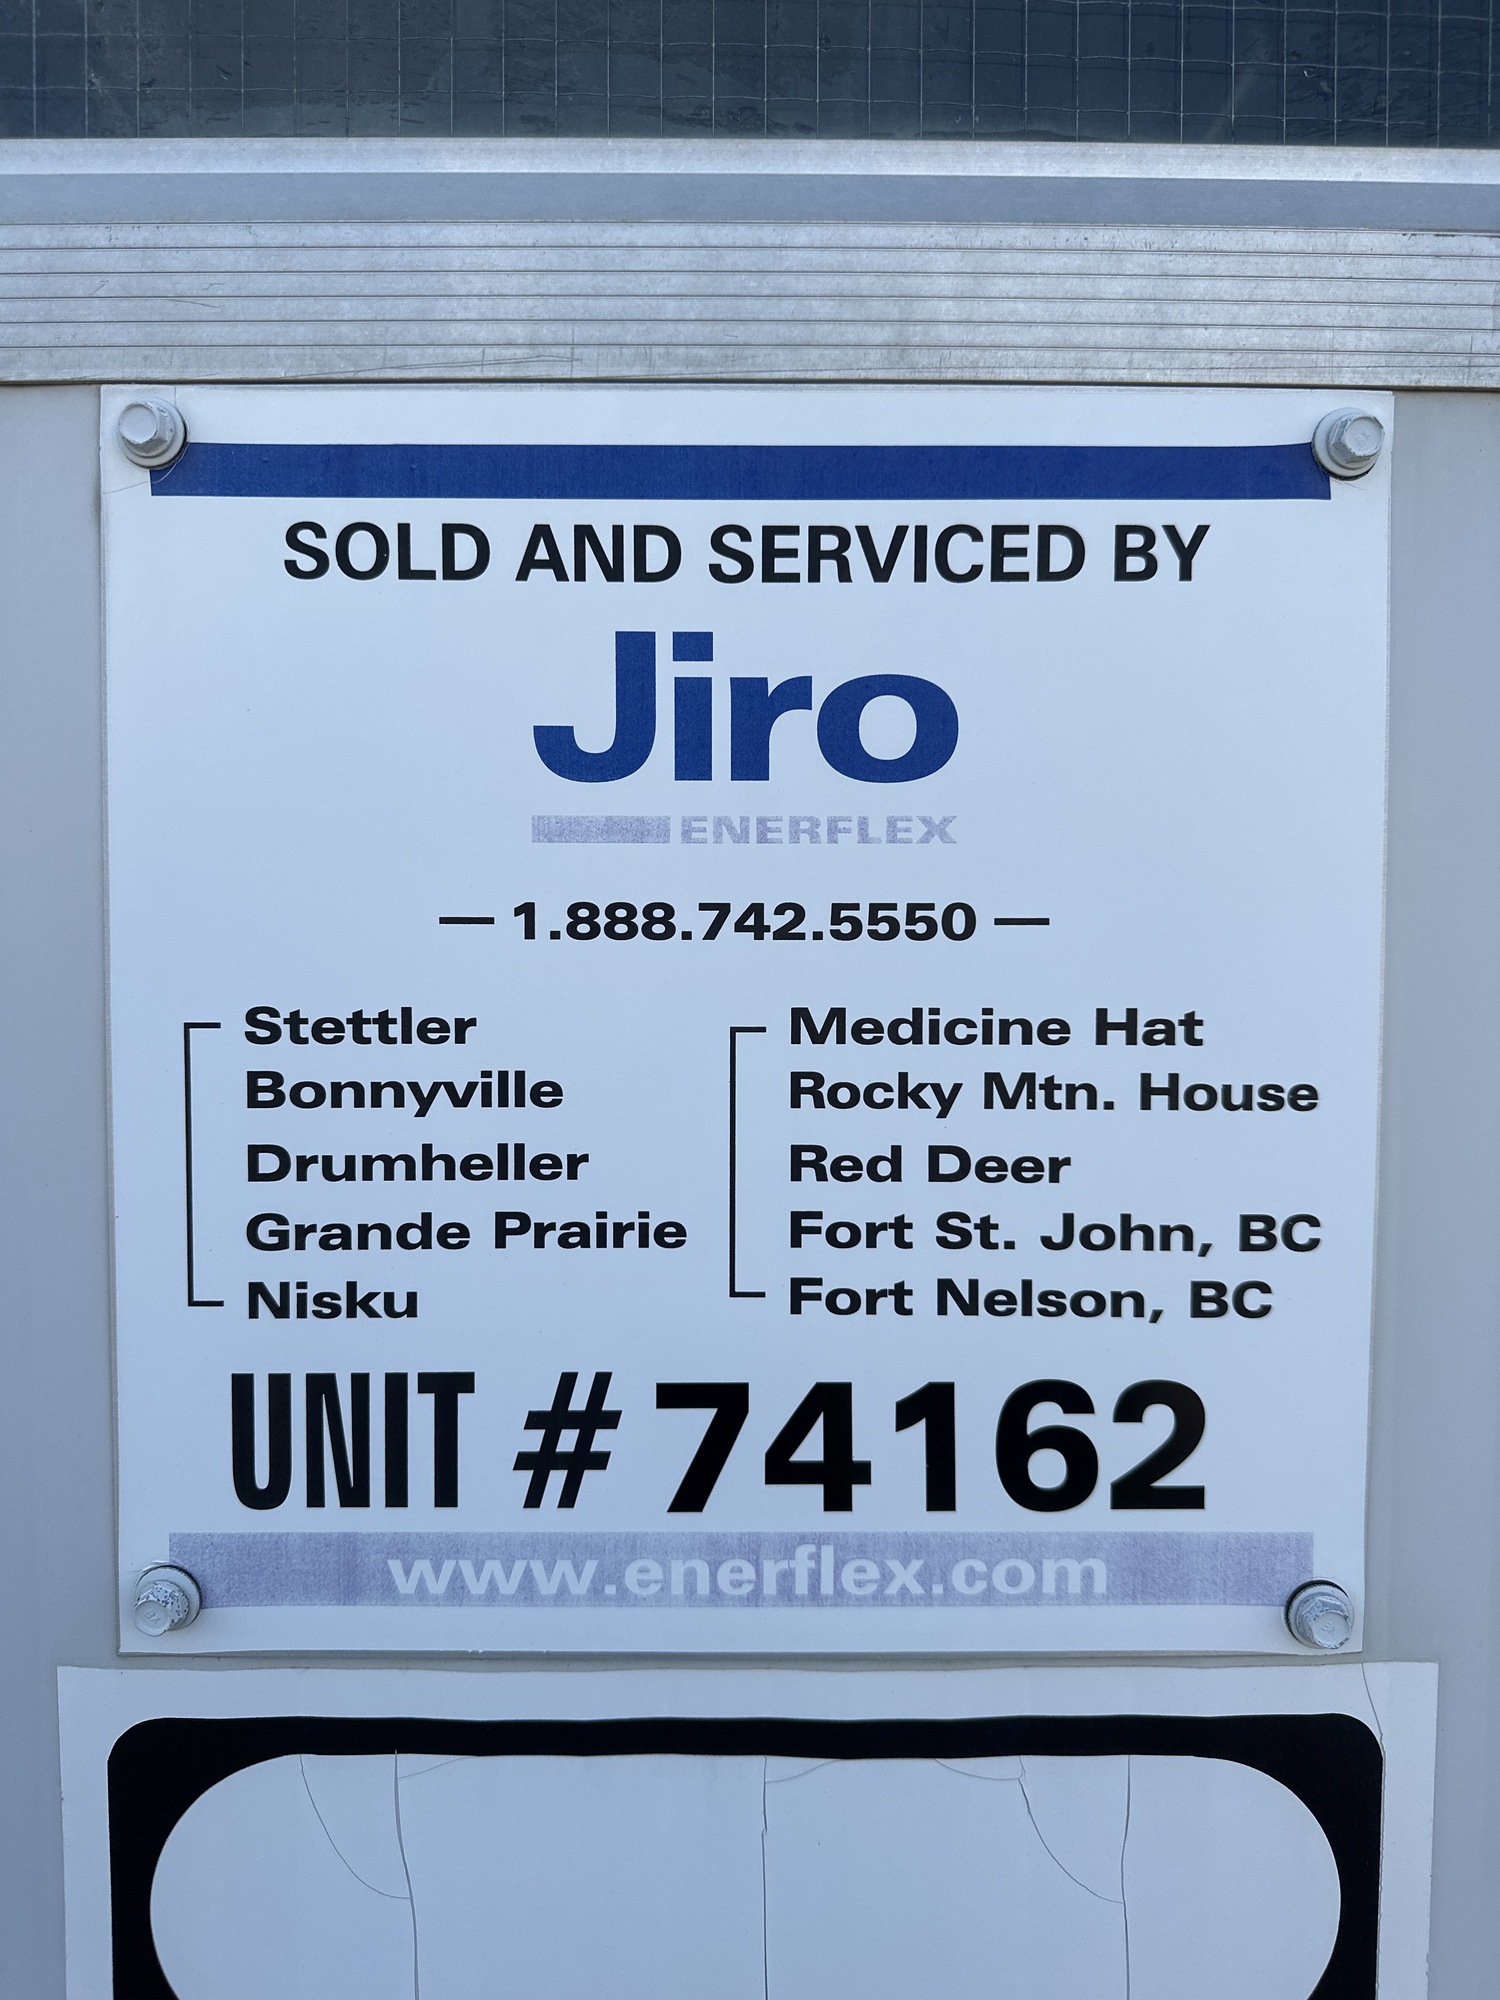 SOLD AND SERVICED BY
Jiro
ENERFLEX
— 1.888.742.5550 —
Stettler
Bonnyville
Drumheller
Grande Prairie
Nisku
Medicine Hat
Rocky Mtn. House
Red Deer
Fort St. John, BC
Fort Nelson, BC
UNIT # 74162
www.enerflex.com